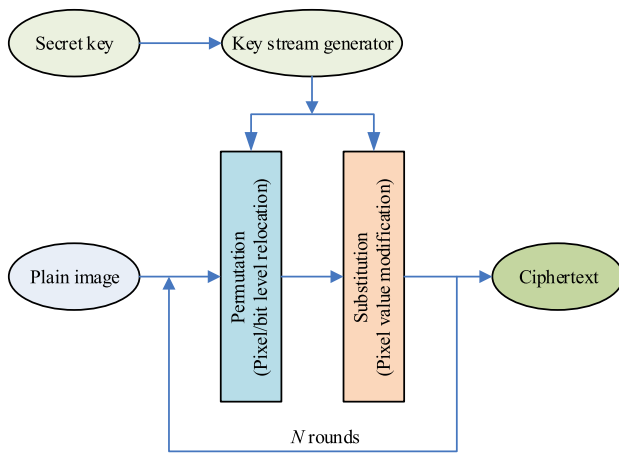 Secret key
Key stream generator
Plain image
Permutation
(Pixel/bit level relocation)
Substitution
(Pixel value modification)
Ciphertext
N rounds